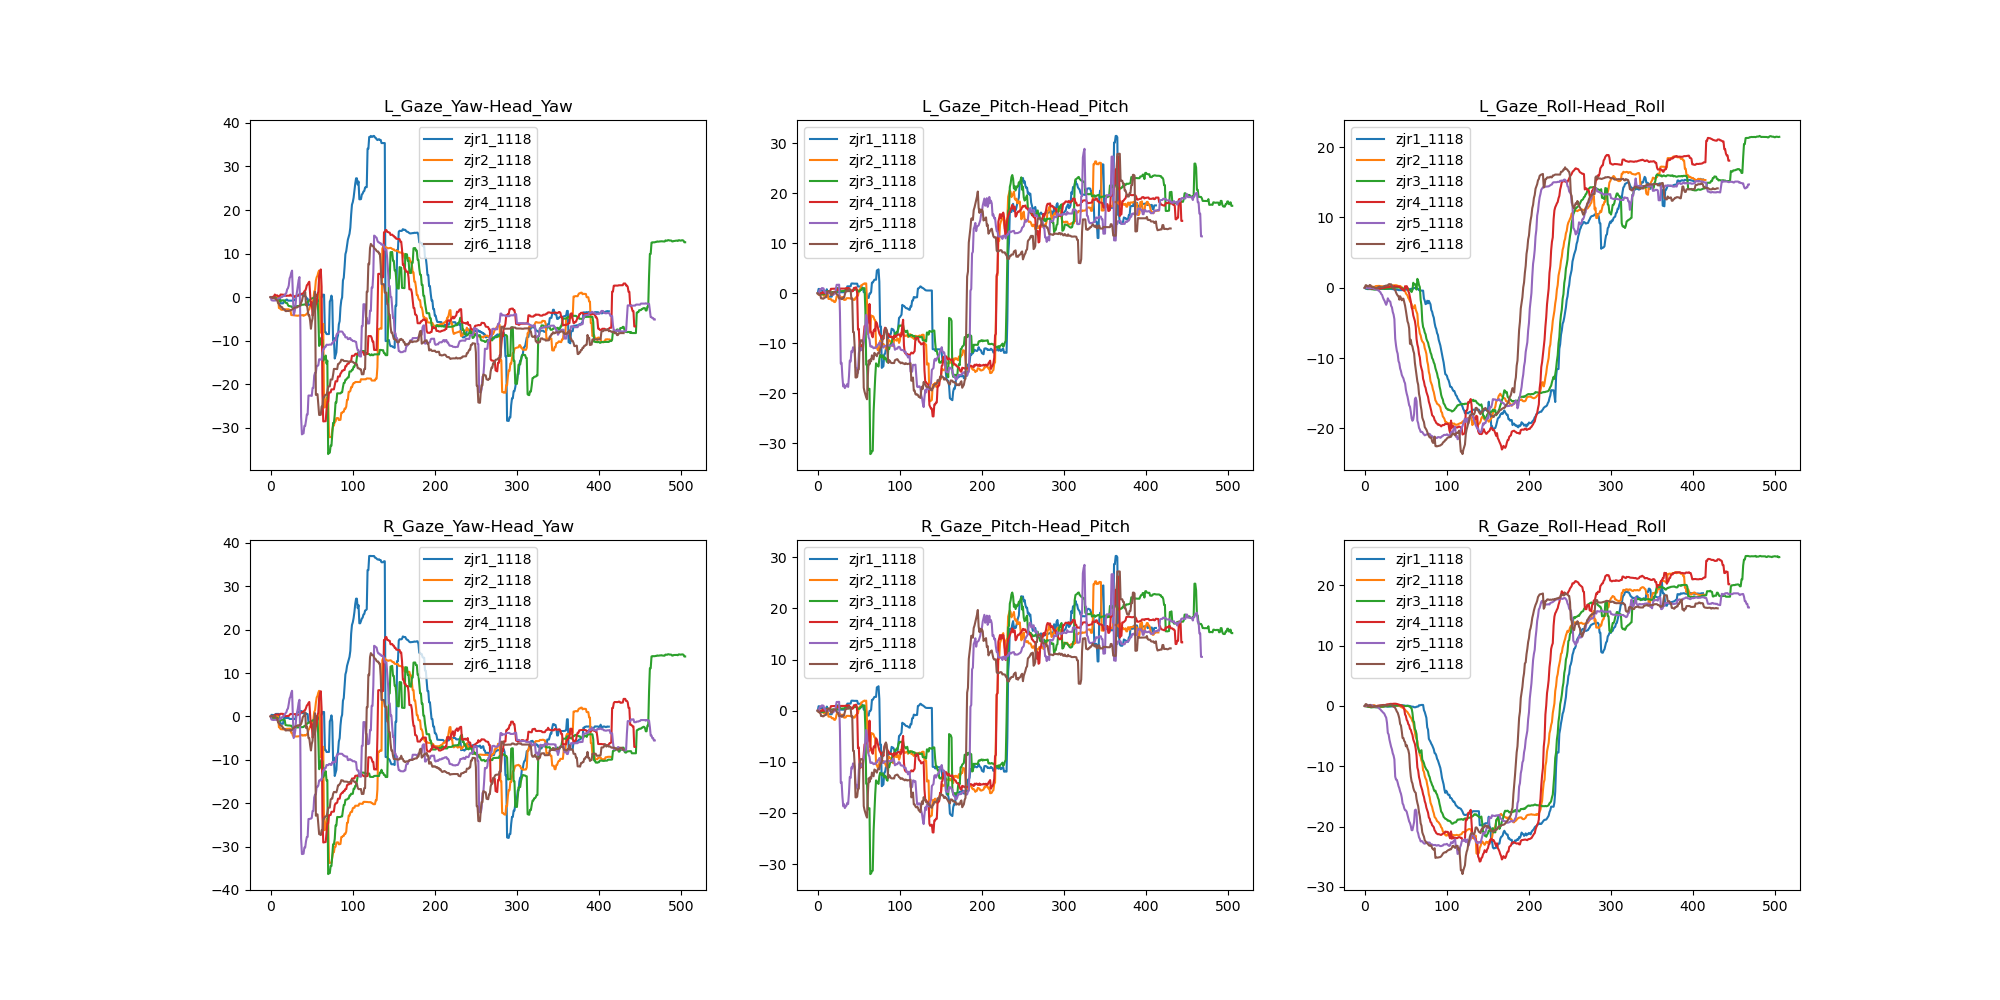 L_Gaze_Yaw-Head_Yaw
40
30
20
10
0
−10
−20
−30
0 100 200 300 400 500
zjr1_1118
zjr2_1118
zjr3_1118
zjr4_1118
zjr5_1118
zjr6_1118
L_Gaze_Pitch-Head_Pitch
30
20
10
0
−10
−20
−30
0 100 200 300 400 500
zjr1_1118
zjr2_1118
zjr3_1118
zjr4_1118
zjr5_1118
zjr6_1118
L_Gaze_Roll-Head_Roll
20
10
0
−10
−20
0 100 200 300 400 500
zjr1_1118
zjr2_1118
zjr3_1118
zjr4_1118
zjr5_1118
zjr6_1118
R_Gaze_Yaw-Head_Yaw
40
30
20
10
0
−10
−20
−30
−40
0 100 200 300 400 500
zjr1_1118
zjr2_1118
zjr3_1118
zjr4_1118
zjr5_1118
zjr6_1118
R_Gaze_Pitch-Head_Pitch
30
20
10
0
−10
−20
−30
0 100 200 300 400 500
zjr1_1118
zjr2_1118
zjr3_1118
zjr4_1118
zjr5_1118
zjr6_1118
R_Gaze_Roll-Head_Roll
20
10
0
−10
−20
−30
0 100 200 300 400 500
zjr1_1118
zjr2_1118
zjr3_1118
zjr4_1118
zjr5_1118
zjr6_1118